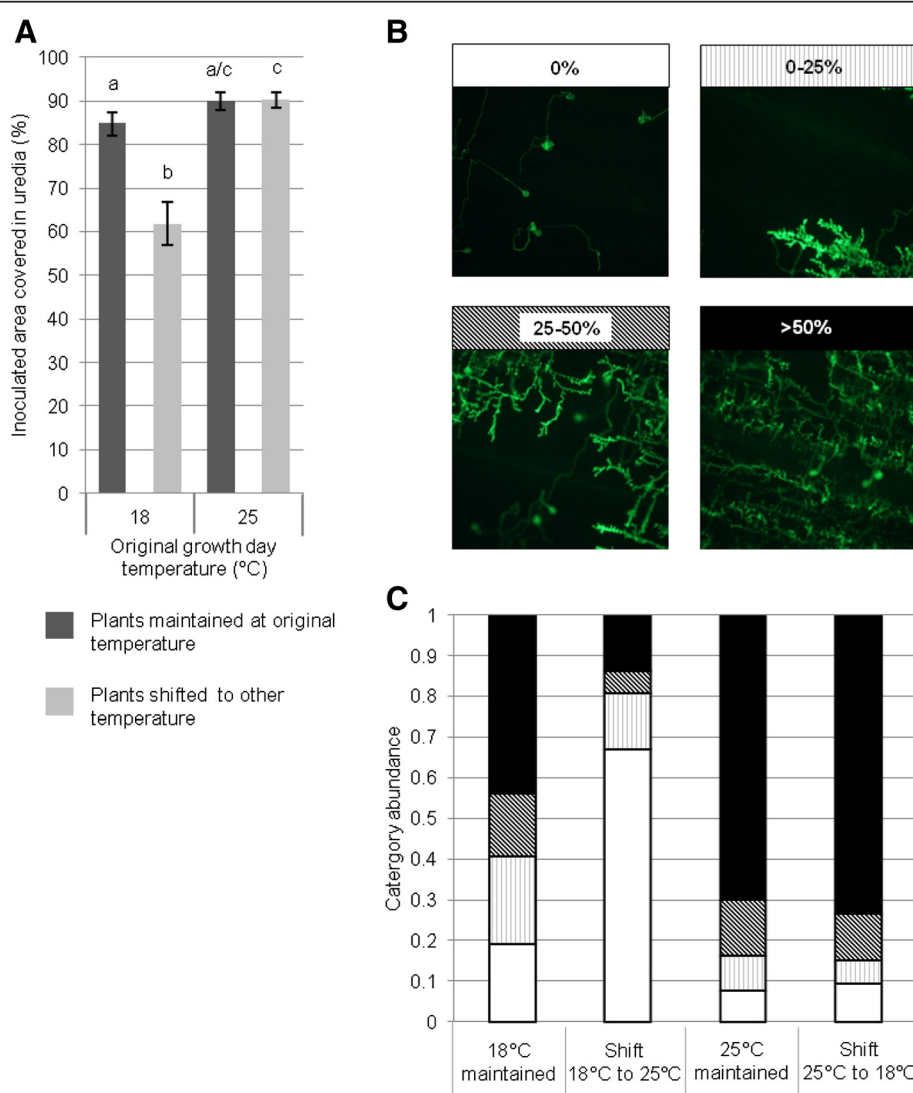 A
100
90
80
70
60
50
40
30
20
10
0
Inoculated area covered in uredia (%)
a
b
a/c
c
18
25
Original growth day
temperature (°C)
Plants maintained at original
temperature
Plants shifted to other
temperature
B
0%
0-25%
25-50%
>50%
C
1
0.9
0.8
0.7
0.6
0.5
0.4
0.3
0.2
0.1
0
Catergory abundance
18°C
maintained
Shift
18°C to 25°C
25°C
maintained
Shift
25°C to 18°C